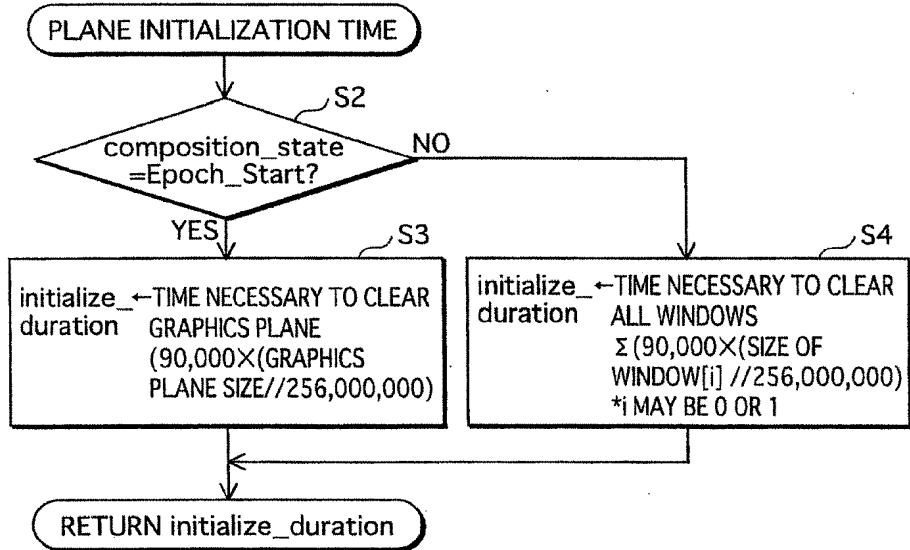 PLANE INITIALIZATION TIME
S2
composition_state
=Epoch_Start?
NO
YES
S3
initialize_←TIME NECESSARY TO CLEAR
duration GRAPHICS PLANE
(90,000×(GRAPHICS
PLANE SIZE//256,000,000)
S4
initialize_←TIME NECESSARY TO CLEAR
duration ALL WINDOWS
Σ(90,000×(SIZE OF
WINDOW[i] //256,000,000)
*i MAY BE 0 OR 1
RETURN initialize_duration